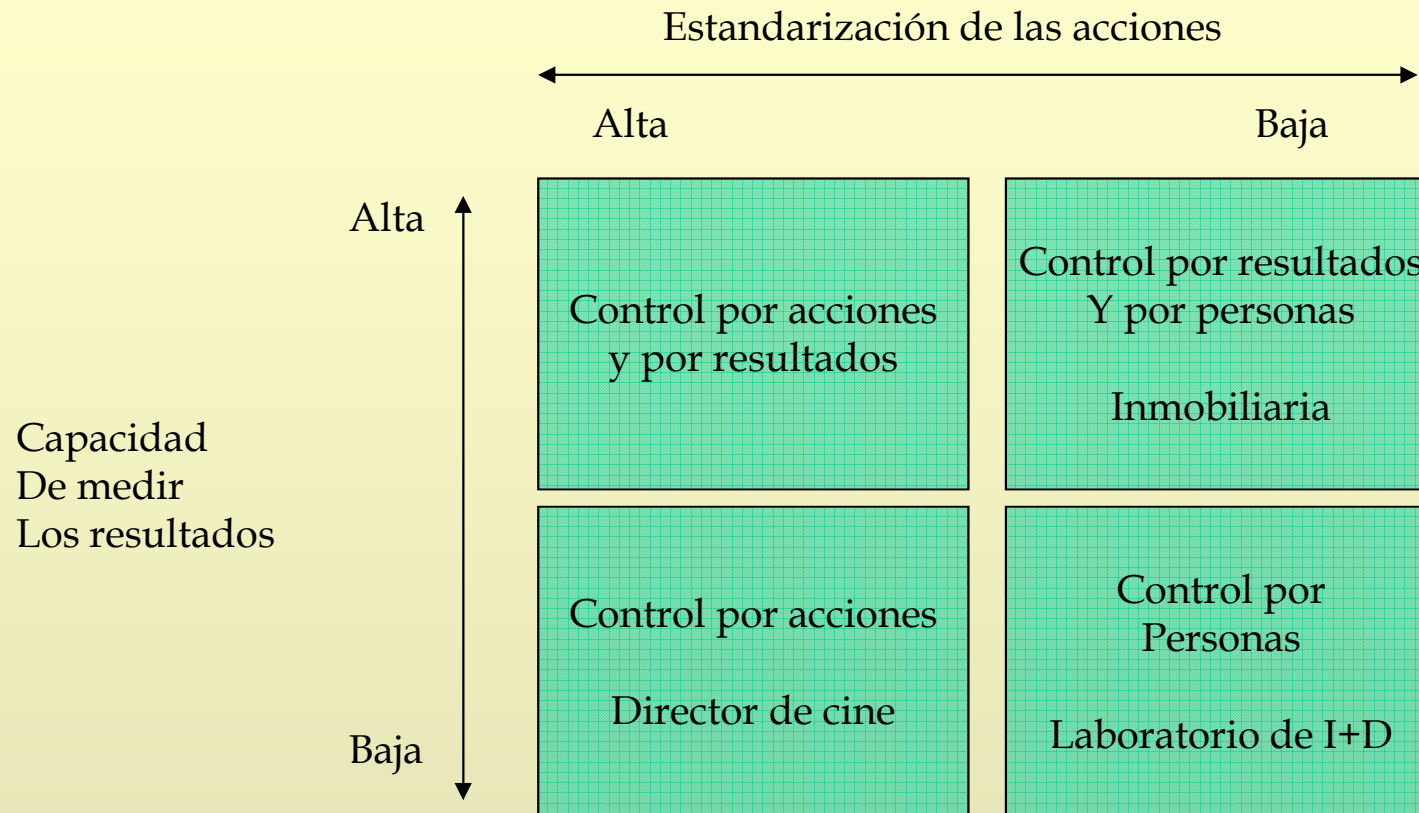 Estandarización de las acciones
Alta
Baja
Alta
Capacidad
De medir
Los resultados
Baja
Control por acciones
y por resultados
Control por resultados
Y por personas
Inmobiliaria
Control por acciones
Director de cine
Control por
Personas
Laboratorio de I+D